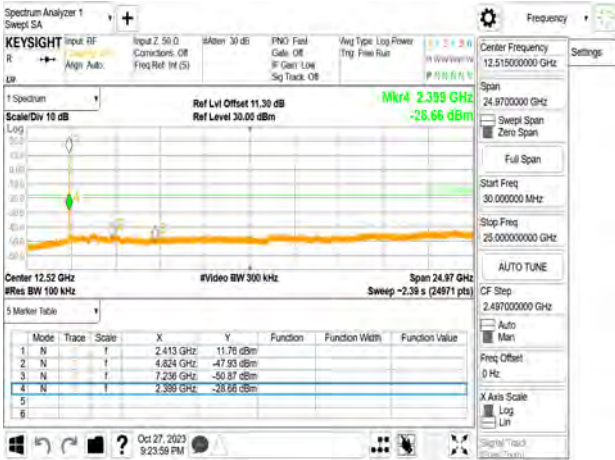 Spectrum Analyzer 1
Swept SA
Frequency
KEYSIGHT
Input: RF
Input Z: 50 Ω
#Atten: 30 dB
PNO: Fast
Avg Type: Log-Power
R
Corrections: Off
Gate: Off
Trig: Free Run
Align: Auto
Freq Ref: Int (S)
IF Gain: Low
Sig Track: Off
Center Frequency
12.515000000 GHz
Settings
Span
24.9700000 GHz
Swept Span
Zero Span
Full Span
Start Freq
30.000000 MHz
Stop Freq
25.000000000 GHz
AUTO TUNE
CF Step
2.497000000 GHz
Auto
Man
Freq Offset
0 Hz
X Axis Scale
Log
Lin
Signal Track
1 Spectrum
Ref Lvl Offset 11.30 dB
Mkr4 2.399 GHz
Scale/Div 10 dB
Ref Level 30.00 dBm
-28.66 dBm
Log
Center 12.52 GHz
#Video BW 300 kHz
Span 24.97 GHz
#Res BW 100 kHz
Sweep ~2.39 s (24971 pts)
5 Marker Table
Mode Trace Scale X Y Function Function Width Function Value
1 N f 2.413 GHz 11.76 dBm
2 N f 4.824 GHz -47.93 dBm
3 N f 7.236 GHz -50.87 dBm
4 N f 2.399 GHz -28.66 dBm
5
6
?
Oct 27, 2023
9:23:59 PM